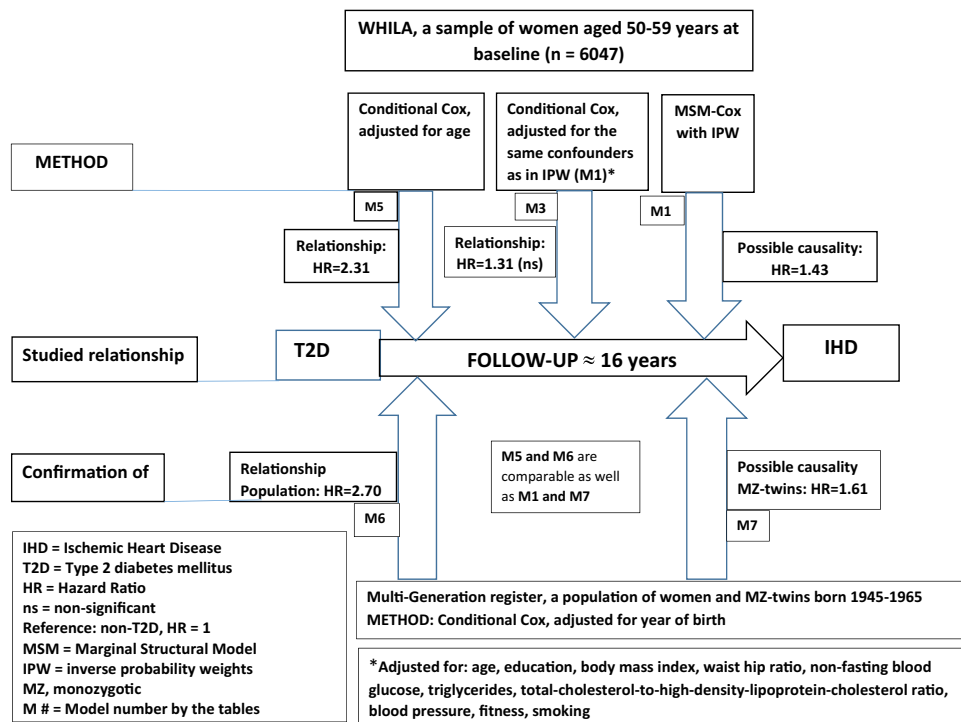 WHILA, a sample of women aged 50-59 years at
baseline (n = 6047)
METHOD
Conditional Cox,
adjusted for age
Conditional Cox,
adjusted for the
same confounders
as in IPW (M1)*
MSM-Cox
with IPW
M5
M3
M1
Relationship:
HR=2.31
Relationship:
HR=1.31 (ns)
Possible causality:
HR=1.43
Studied relationship
T2D
FOLLOW-UP ≈ 16 years
IHD
Confirmation of
Relationship
Population: HR=2.70
M6
M5 and M6 are
comparable as well
as M1 and M7
Possible causality
MZ-twins: HR=1.61
M7
IHD = Ischemic Heart Disease
T2D = Type 2 diabetes mellitus
HR = Hazard Ratio
ns = non-significant
Reference: non-T2D, HR = 1
MSM = Marginal Structural Model
IPW = inverse probability weights
MZ, monozygotic
M # = Model number by the tables
Multi-Generation register, a population of women and MZ-twins born 1945-1965
METHOD: Conditional Cox, adjusted for year of birth
*Adjusted for: age, education, body mass index, waist hip ratio, non-fasting blood
glucose, triglycerides, total-cholesterol-to-high-density-lipoprotein-cholesterol ratio,
blood pressure, fitness, smoking